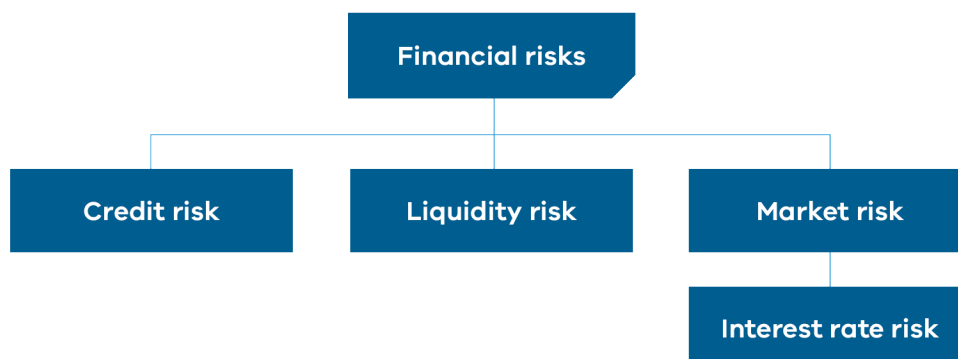 Financial risks
Credit risk
Liquidity risk
Market risk
Interest rate risk